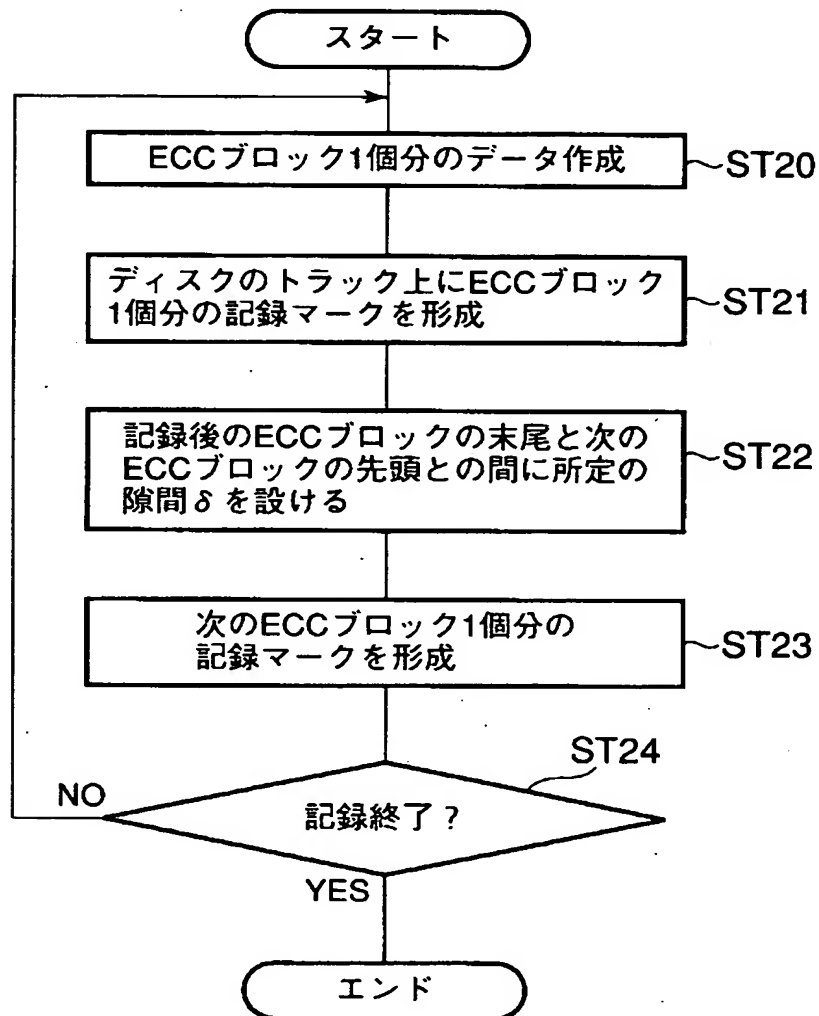 スタート
ECCブロック1個分のデータ作成
~ST20
ディスクのトラック上にECCブロック
1個分の記録マークを形成
~ST21
記録後のECCブロックの末尾と次の
ECCブロックの先頭との間に所定の
隙間δを設ける
~ST22
次のECCブロック1個分の
記録マークを形成
~ST23
ST24
NO
記録終了？
YES
エンド